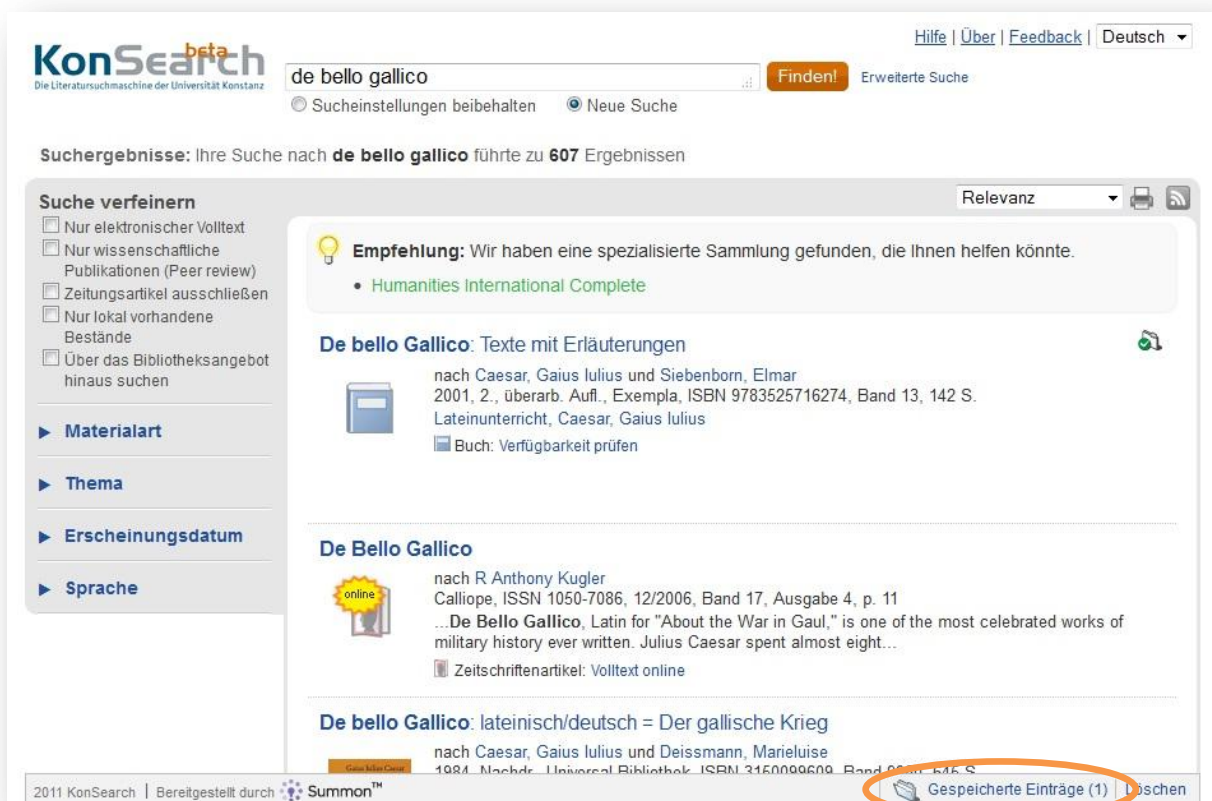 Hilfe | Über | Feedback | Deutsch
KonSearch beta
Die Literatursuchmaschine der Universität Konstanz
de bello gallico
Finden!
Erweiterte Suche
Sucheinstellungen beibehalten
Neue Suche
Suchergebnisse: Ihre Suche nach de bello gallico führte zu 607 Ergebnissen
Suche verfeinern
Nur elektronischer Volltext
Nur wissenschaftliche
Publikationen (Peer review)
Zeitungsartikel ausschließen
Nur lokal vorhandene
Bestände
Über das Bibliotheksangebot
hinaus suchen
Materialart
Thema
Erscheinungsdatum
Sprache
Relevanz
Empfehlung: Wir haben eine spezialisierte Sammlung gefunden, die Ihnen helfen könnte.
• Humanities International Complete
De bello Gallico: Texte mit Erläuterungen
nach Caesar, Gaius Iulius und Siebenborn, Elmar
2001, 2., überarb. Aufl., Exempla, ISBN 9783525716274, Band 13, 142 S.
Lateinunterricht, Caesar, Gaius Iulius
Buch: Verfügbarkeit prüfen
De Bello Gallico
online
nach R Anthony Kugler
Calliope, ISSN 1050-7086, 12/2006, Band 17, Ausgabe 4, p. 11
...De Bello Gallico, Latin for "About the War in Gaul," is one of the most celebrated works of
military history ever written. Julius Caesar spent almost eight...
Zeitschriftenartikel: Volltext online
De bello Gallico: lateinisch/deutsch = Der gallische Krieg
nach Caesar, Gaius Iulius und Deissmann, Marieluise
1984, Nachdr., Universal-Bibliothek, ISBN 3150099609, Band
2011 KonSearch | Bereitgestellt durch Summon™
Gespeicherte Einträge (1) | Löschen